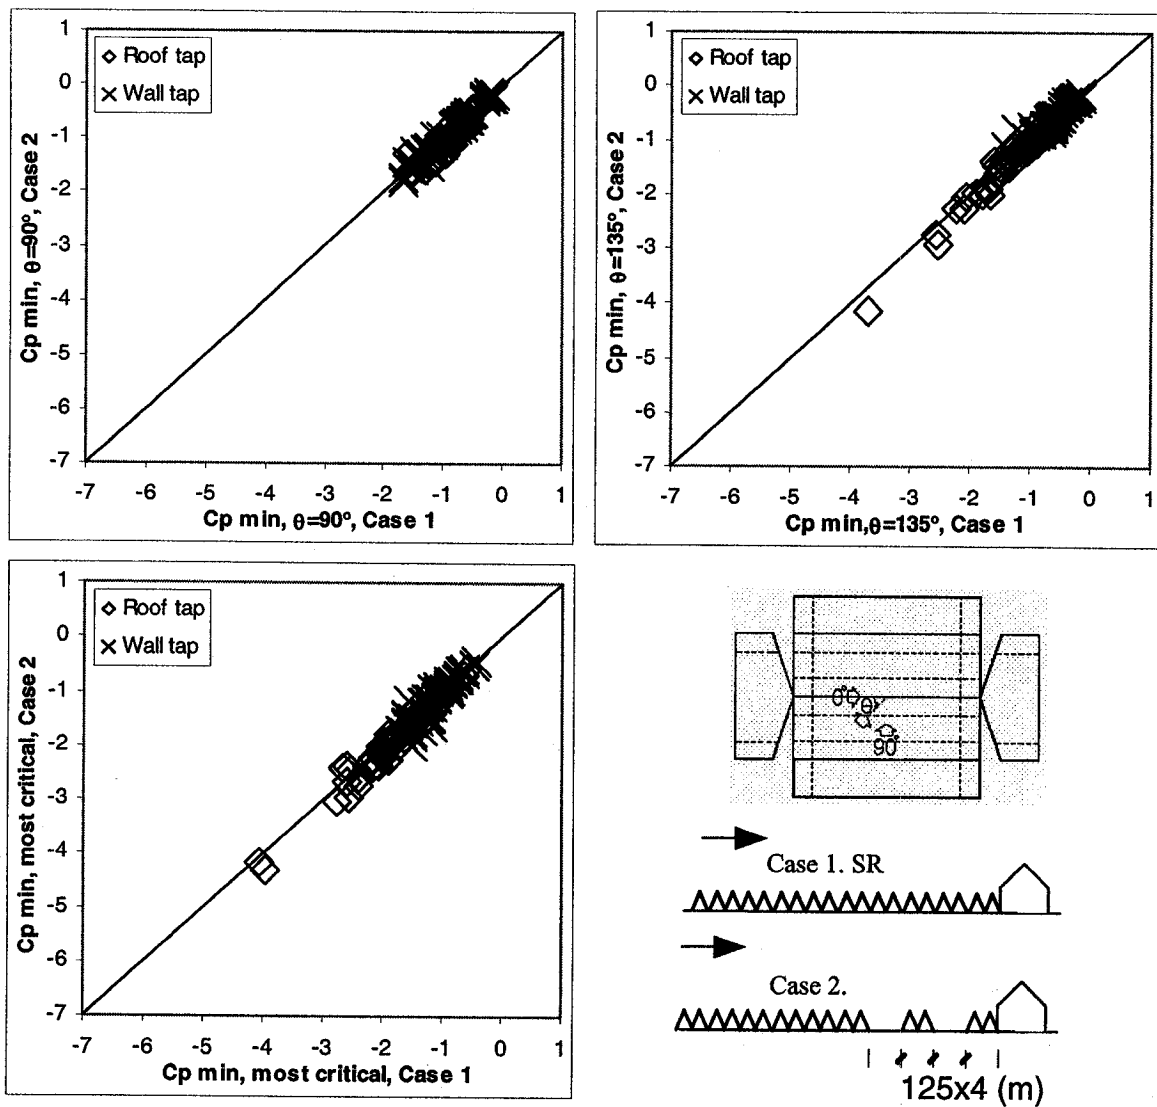 1
0
-1
-2
-3
-4
-5
-6
-7
Cp min, θ=90º, Case 2
Roof tap
Wall tap
-7 -6 -5 -4 -3 -2 -1 0 1
Cp min, θ=90º, Case 1
1
0
-1
-2
-3
-4
-5
-6
-7
Cp min, θ=135º, Case 2
Roof tap
Wall tap
-7 -6 -5 -4 -3 -2 -1 0 1
Cp min,θ=135º, Case 1
1
0
-1
-2
-3
-4
-5
-6
-7
Cp min, most critical, Case 2
Roof tap
Wall tap
-7 -6 -5 -4 -3 -2 -1 0 1
Cp min, most critical, Case 1
0° θ
90°
Case 1. SR
Case 2.
125x4 (m)